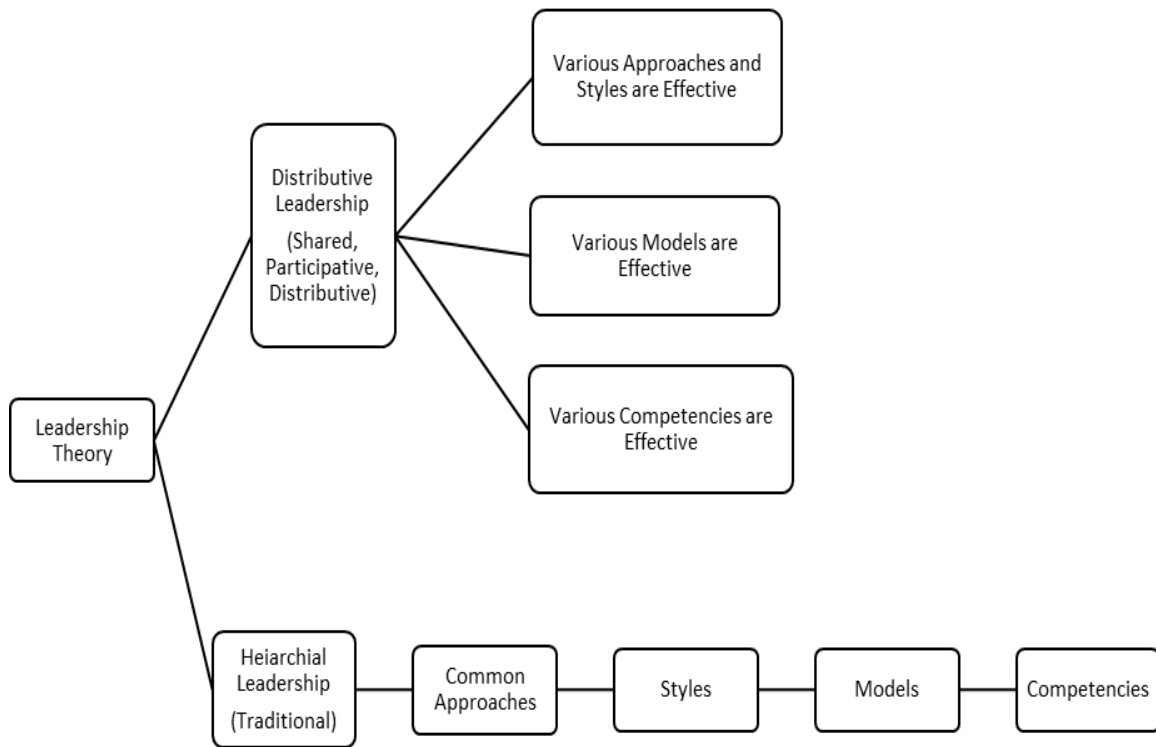 Various Approaches and
Styles are Effective
Distributive
Leadership
(Shared,
Participative,
Distributive)
Various Models are
Effective
Various Competencies are
Effective
Leadership
Theory
Heiarchial
Leadership
(Traditional)
Common
Approaches
Styles
Models
Competencies